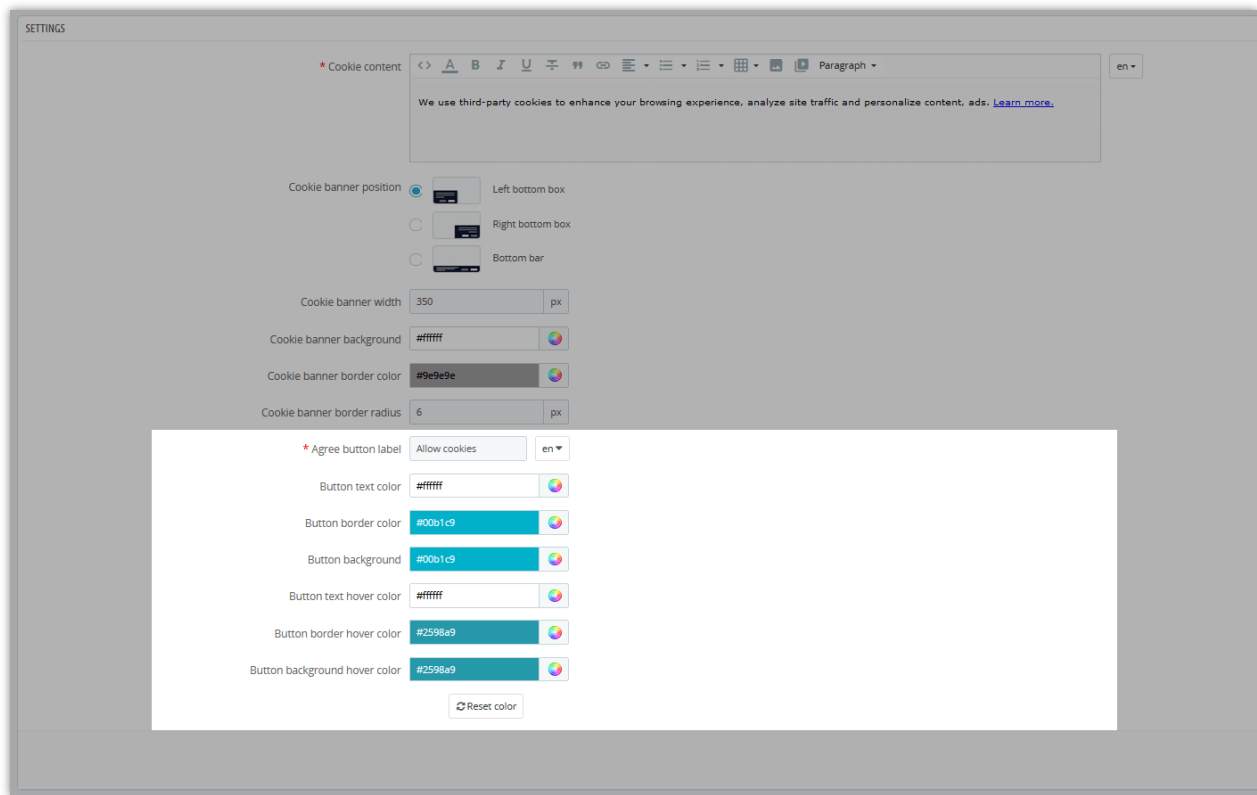 SETTINGS
* Cookie content
Paragraph
en
We use third-party cookies to enhance your browsing experience, analyze site traffic and personalize content, ads. Learn more.
Cookie banner position
Left bottom box
Right bottom box
Bottom bar
Cookie banner width 350 px
Cookie banner background #ffffff
Cookie banner border color #9e9e9e
Cookie banner border radius 6 px
* Agree button label Allow cookies en
Button text color #ffffff
Button border color #00b1c9
Button background #00b1c9
Button text hover color #ffffff
Button border hover color #2598a9
Button background hover color #2598a9
Reset color